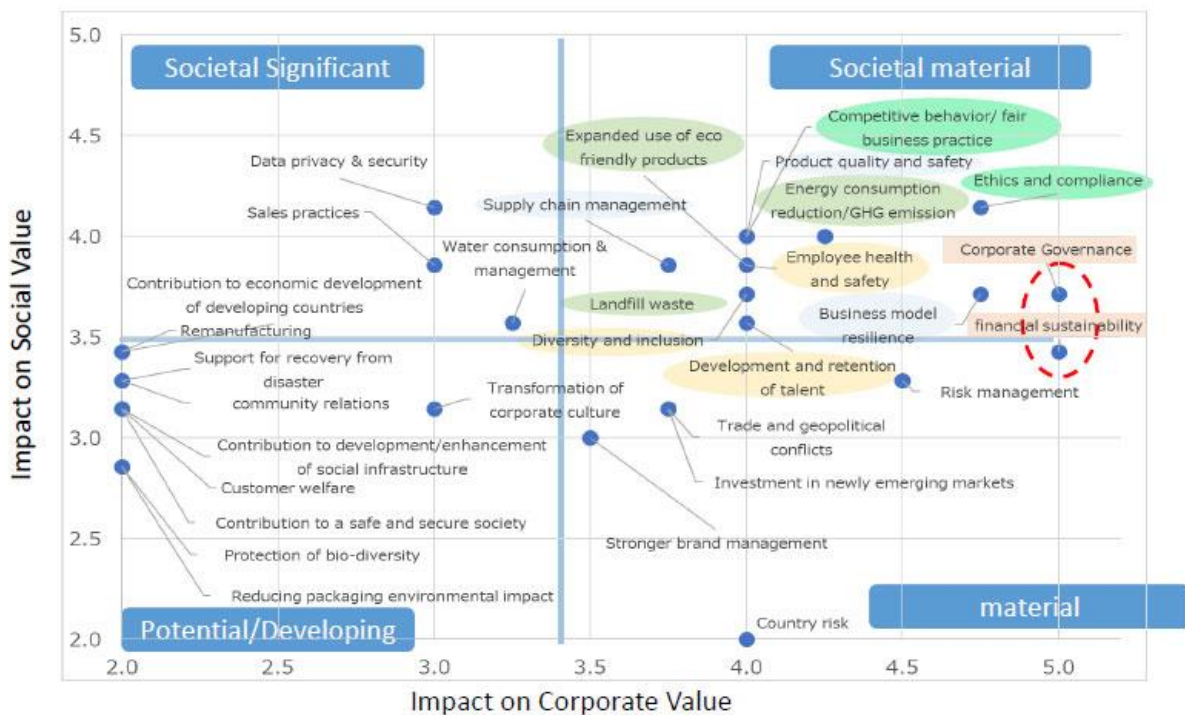 5.0
Societal Significant
Societal material
4.5
Expanded use of eco
friendly products
Competitive behavior/ fair
business practice
Data privacy & security
Product quality and safety
Ethics and compliance
Energy consumption
reduction/GHG emission
Sales practices
Supply chain management
4.0
Water consumption &
management
Employee health
and safety
Corporate Governance
Contribution to economic development
of developing countries
Landfill waste
Business model
resilience
financial sustainability
Remanufacturing
3.5
Diversity and inclusion
Support for recovery from
disaster
community relations
Development and retention
of talent
Transformation of
corporate culture
Risk management
3.0
Contribution to development/enhancement
of social infrastructure
Trade and geopolitical
conflicts
Customer welfare
Investment in newly emerging markets
Contribution to a safe and secure society
2.5
Stronger brand management
Protection of bio-diversity
Reducing packaging environmental impact
material
Potential/Developing
Country risk
2.0
2.0
2.5
3.0
3.5
4.0
4.5
5.0
Impact on Corporate Value
Impact on Social Value